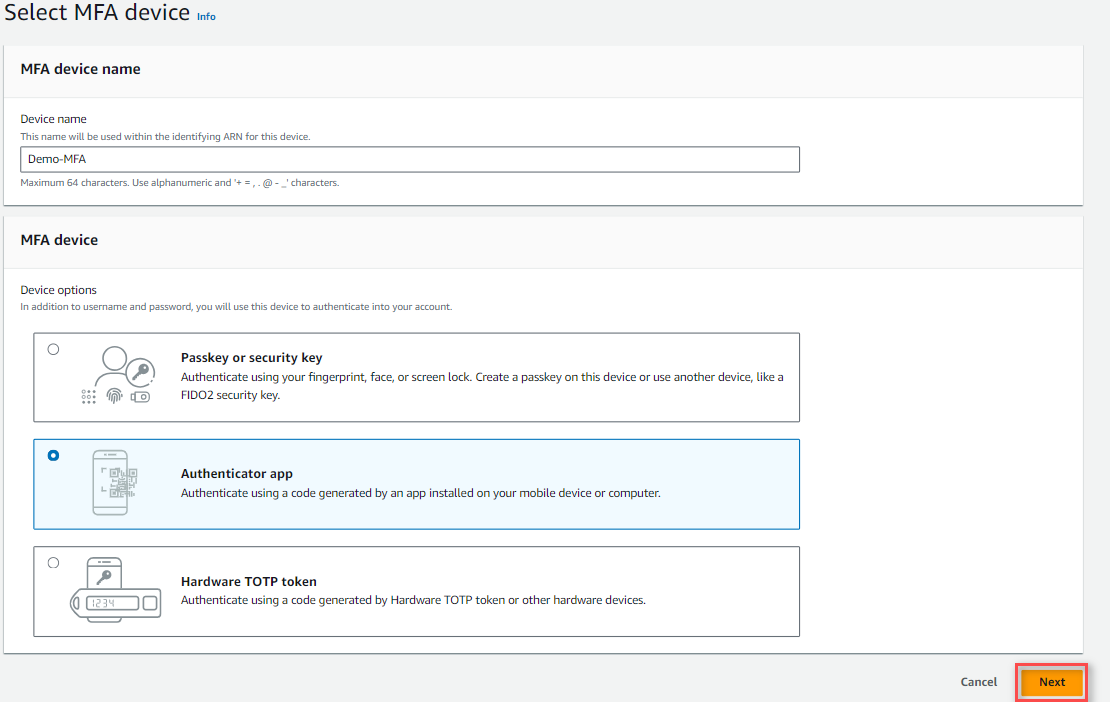 Select MFA device Info
MFA device name
Device name
This name will be used within the identifying ARN for this device.
Demo-MFA
Maximum 64 characters. Use alphanumeric and '+ = , . @ - _' characters.
MFA device
Device options
In addition to username and password, you will use this device to authenticate into your account.
Passkey or security key
Authenticate using your fingerprint, face, or screen lock. Create a passkey on this device or use another device, like a
FIDO2 security key.
Authenticator app
Authenticate using a code generated by an app installed on your mobile device or computer.
Hardware TOTP token
1234
Authenticate using a code generated by Hardware TOTP token or other hardware devices.
Cancel Next